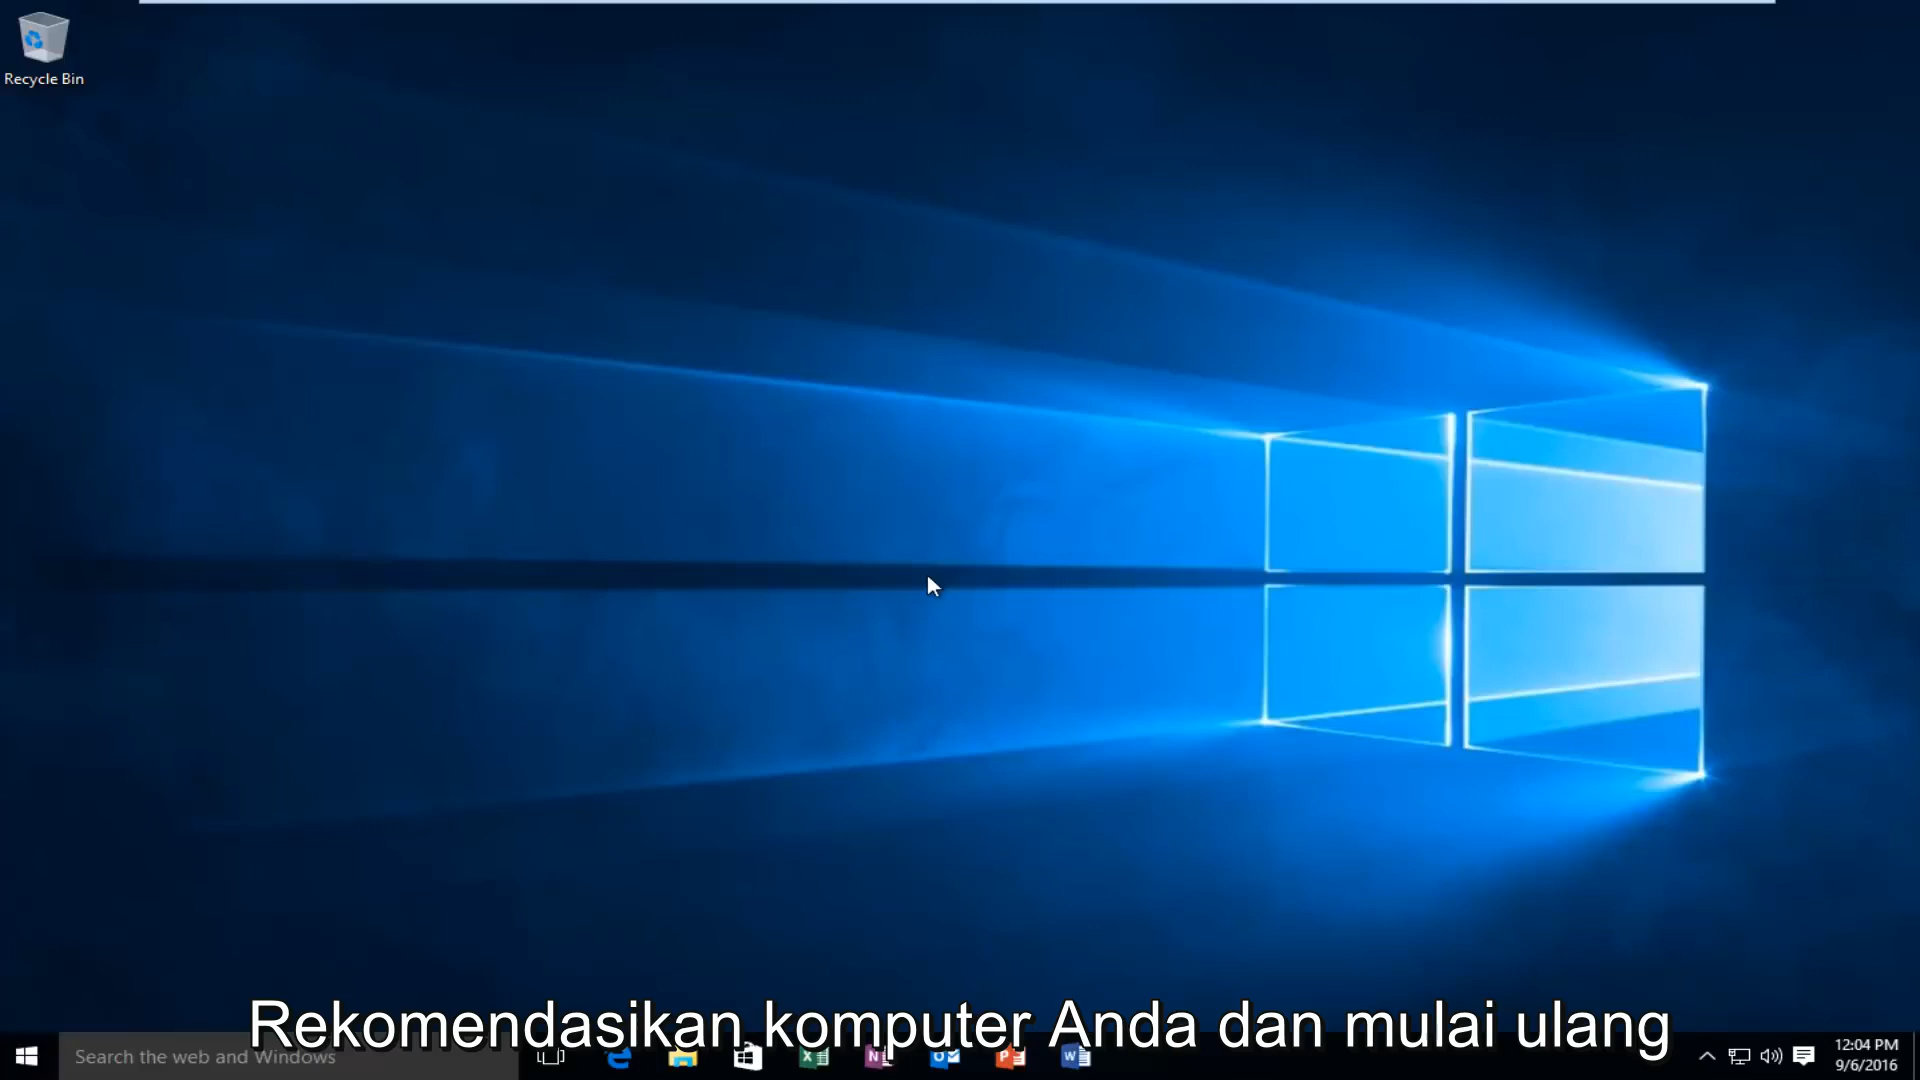 Recycle Bin
Rekomendasikan komputer Anda dan mulai ulang
Search the web and Windows
12:04 PM
9/6/2016